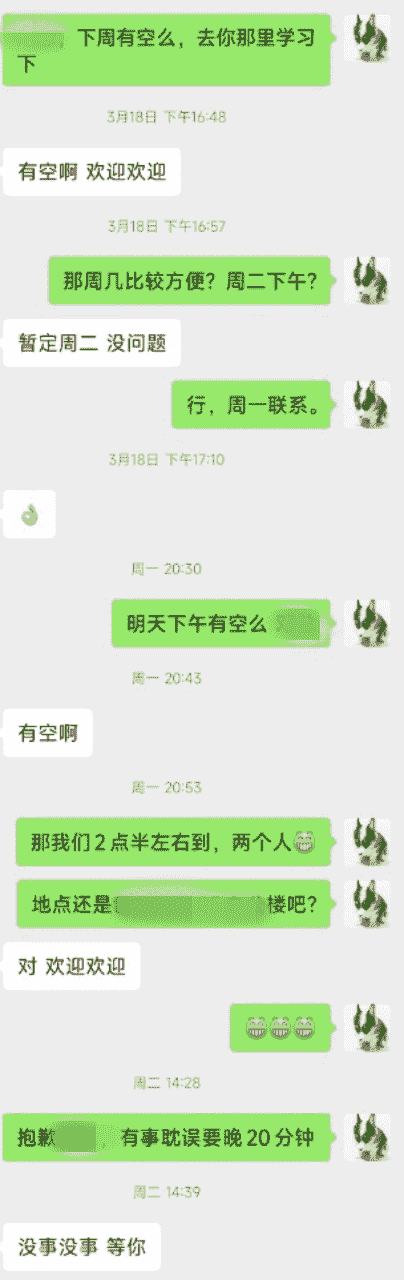 下周有空么，去你那里学习
下
3月18日 下午16:48
有空啊 欢迎欢迎
3月18日 下午16:57
那周几比较方便？周二下午？
暂定周二 没问题
行，周一联系。
3月18日 下午17:10
周一 20:30
明天下午有空么
周一 20:43
有空啊
周一 20:53
那我们2点半左右到，两个人
地点还是 楼吧？
对 欢迎欢迎
周二 14:28
抱歉 有事耽误要晚20分钟
周二 14:39
没事没事 等你